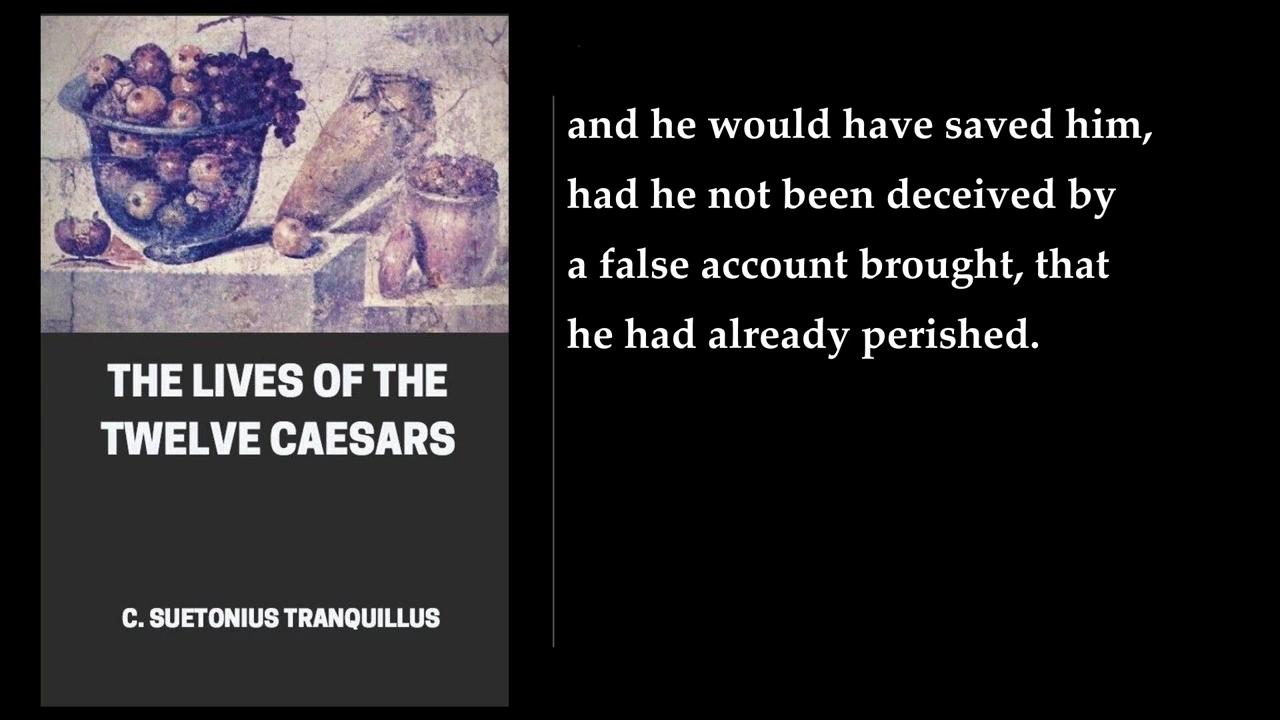 THE LIVES OF THE
TWELVE CAESARS
C. SUETONIUS TRANQUILLUS
and he would have saved him,
had he not been deceived by
a false account brought, that
he had already perished.